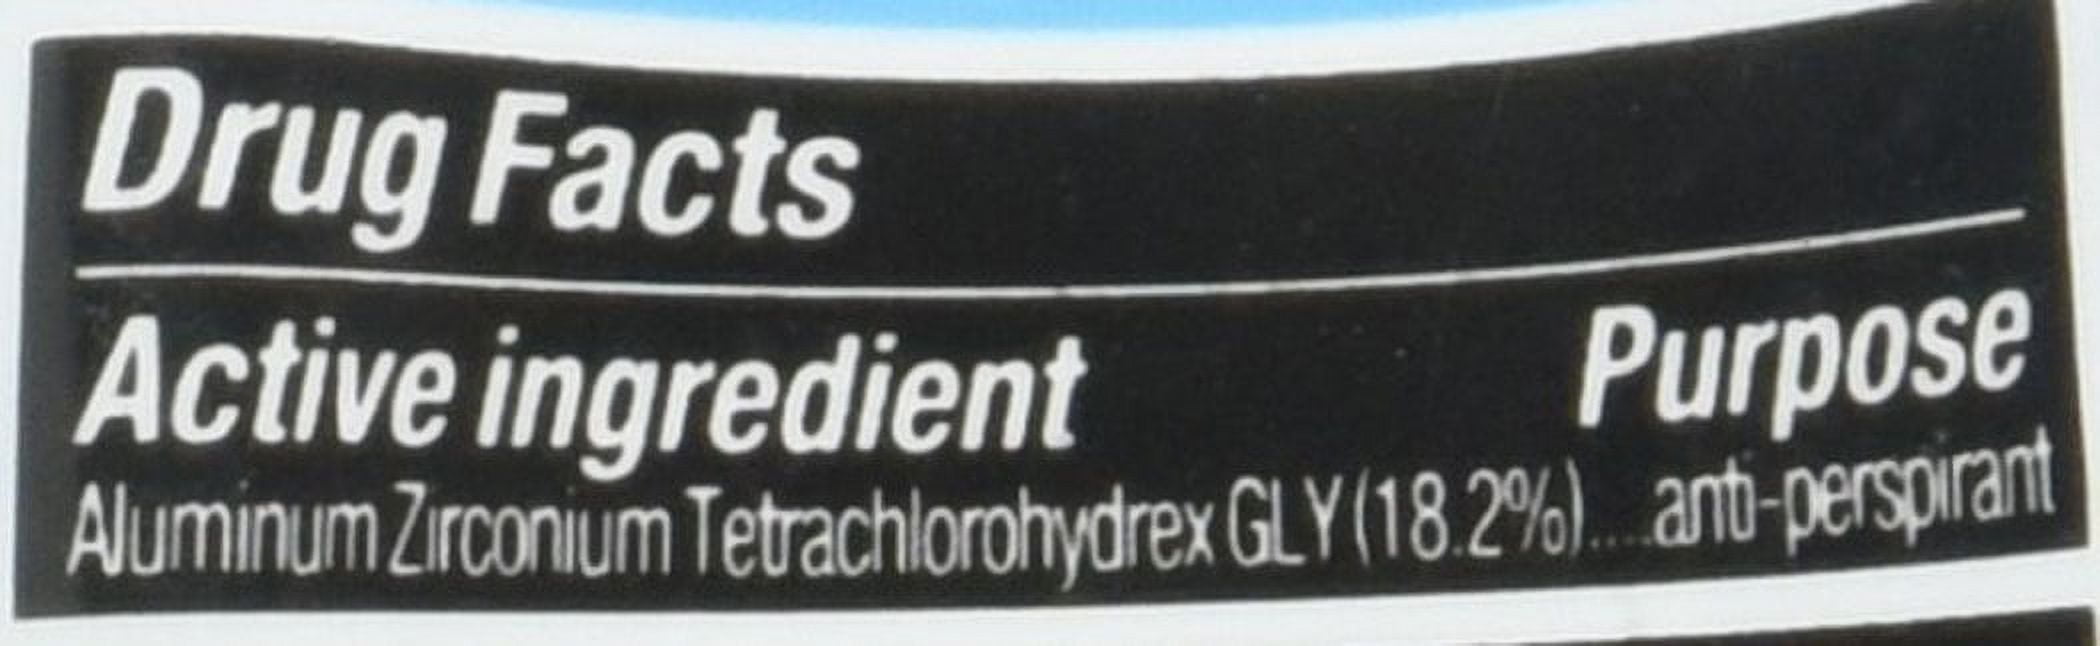 Drug Facts
Active ingredient Purpose
Aluminum Zirconium Tetrachlorohydrex GLY (18.2%)....anti-perspirant